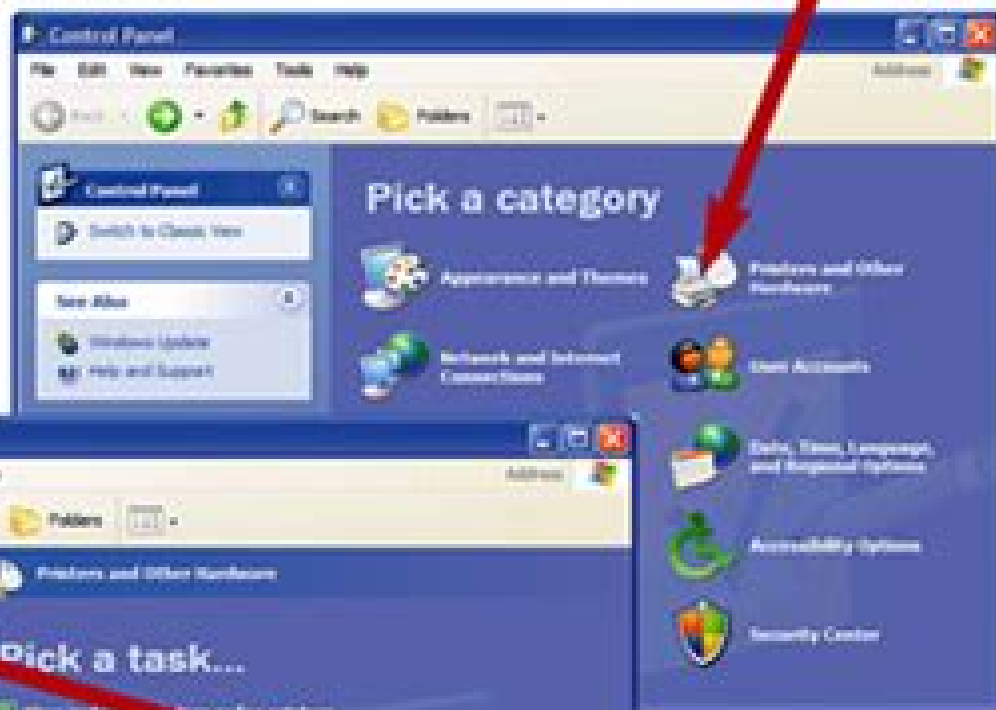 Control Panel
File Edit View Favorites Tools Help
Address
Back
Search
Folders
Control Panel
Switch to Classic View
See Also
Windows Update
Help and Support
Pick a category
Appearance and Themes
Printers and Other
Hardware
Network and Internet
Connections
User Accounts
Date, Time, Language,
and Regional Options
Accessibility Options
Security Center
Address
Folders
Printers and Other Hardware
Pick a task...